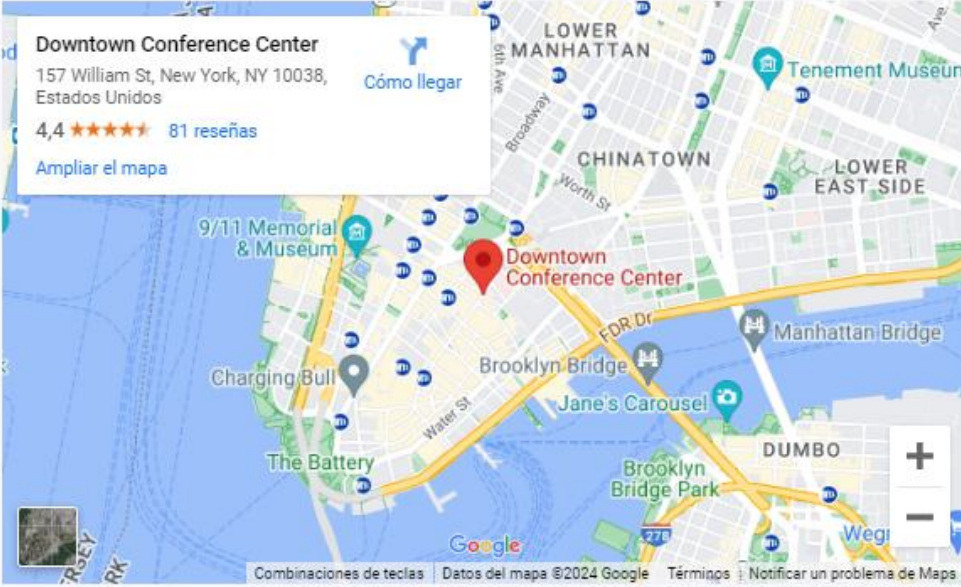 Downtown Conference Center
157 William St, New York, NY 10038,
Estados Unidos
4,4
81 reseñas
Ampliar el mapa
Cómo llegar
LOWER
MANHATTAN
6th Ave
Ave.
Tenement Museum
Broadway
CHINATOWN
LOWER
EAST SIDE
Worth St
9/11 Memorial
& Museum
Downtown
Conference Center
FDR Dr
Manhattan Bridge
Brooklyn Bridge
Charging Bull
Jane's Carousel
Water St
DUMBO
The Battery
Brooklyn
Bridge Park
278
Google
Combinaciones de teclas
Datos del mapa ©2024 Google
Términos
Notificar un problema de Maps